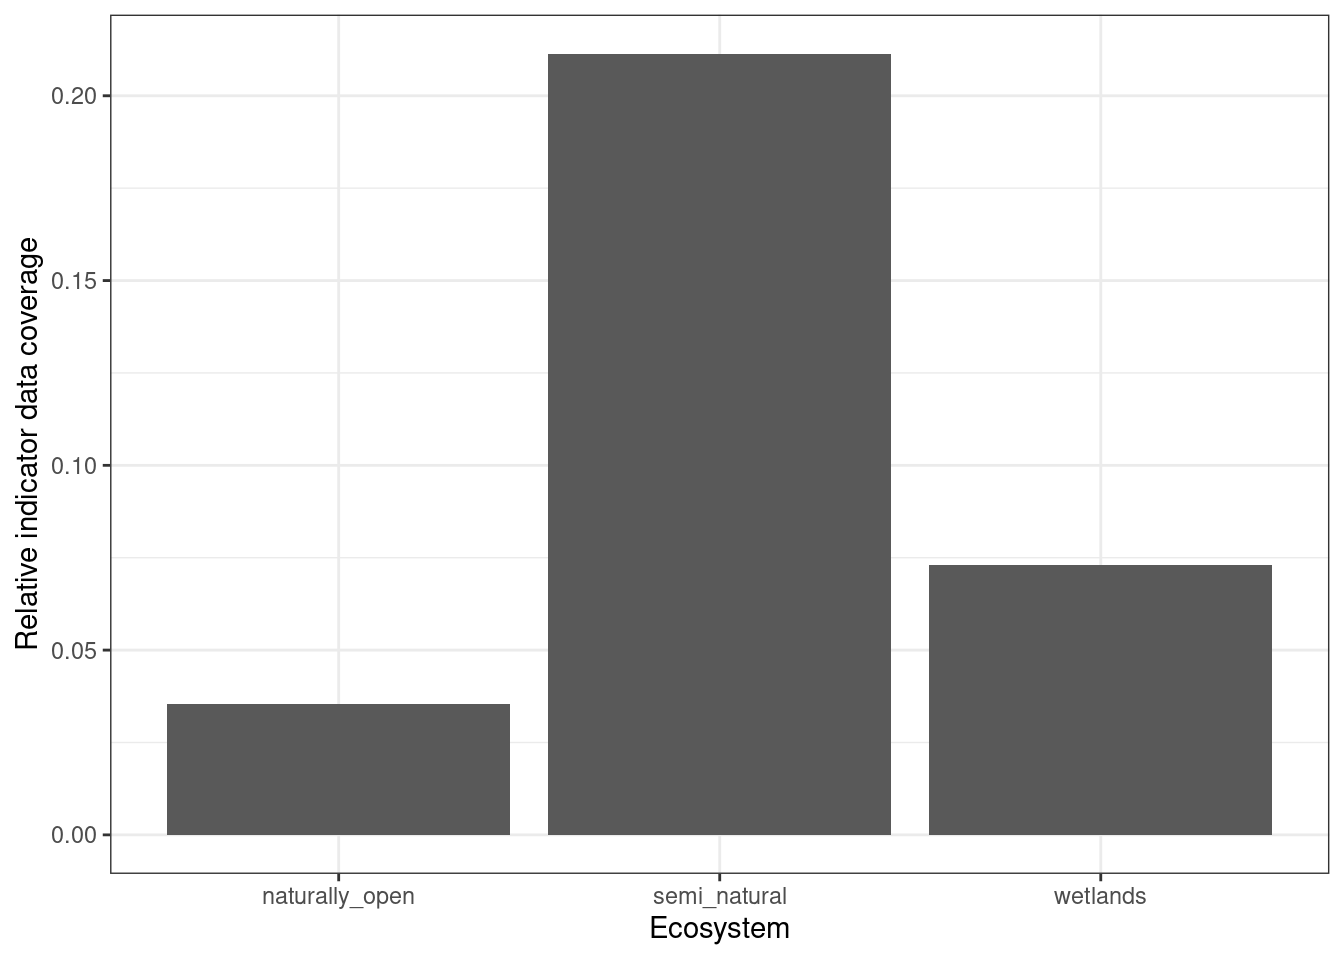 Relative indicator data coverage
0.20
0.15
0.10
0.05
0.00
naturally_open semi_natural wetlands
Ecosystem